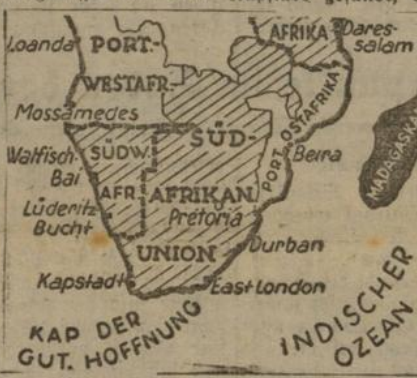 AFRIKA
Dares-
salam
Loanda
PORT.-
WESTAFR.-
Mossamedes
SÜD-
PORT. OSTAFRIKA
Walfisch-
Bai
SÜDW.
AFR.
Beira
MADAGASKAR
AFRIKAN.
Lüderitz
Bucht
Pretoria
UNION
Durban
Kapstadt
East London
KAP DER
GUT. HOFFNUNG
INDISCHER
OZEAN